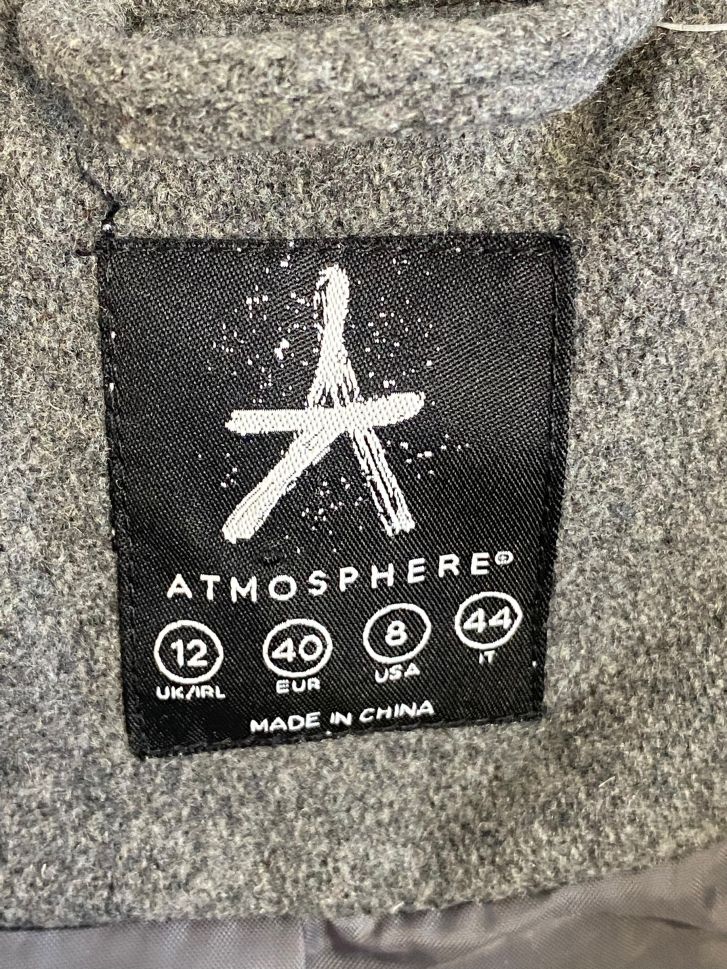 ATMOSPHERE®
12 40 8 44
UK/IRL EUR USA IT
MADE IN CHINA